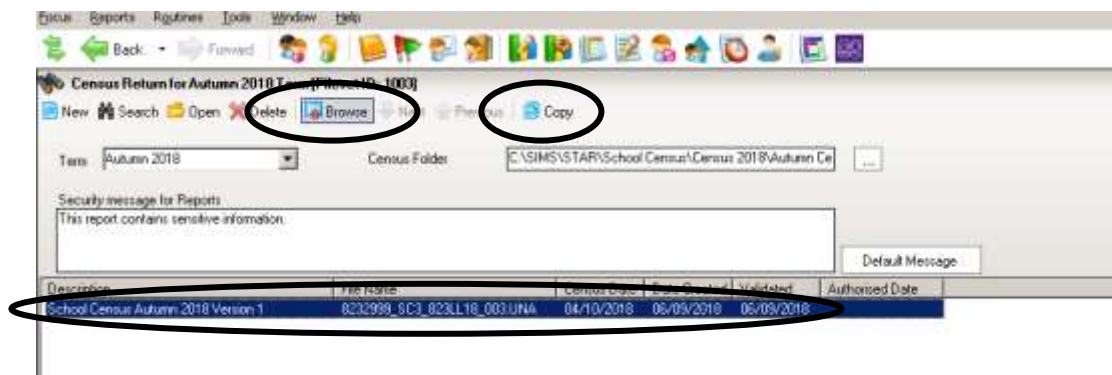 Focus Reports Routines Tools Window Help
Back Forward
Census Return for Autumn 2018 Term [Fileset ID 1003]
New Search Open Delete Browse Next Previous Copy
Term Autumn 2018 Census Folder C:\SIMS\STAR\School Census\Census 2018\Autumn Ce ...
Security message for Reports
This report contains sensitive information.
Default Message
Description File Name Census Date Date Created Validated Authorised Date
School Census Autumn 2018 Version 1 8232999_SC3_823LL18_003.UNA 04/10/2018 06/09/2018 06/09/2018